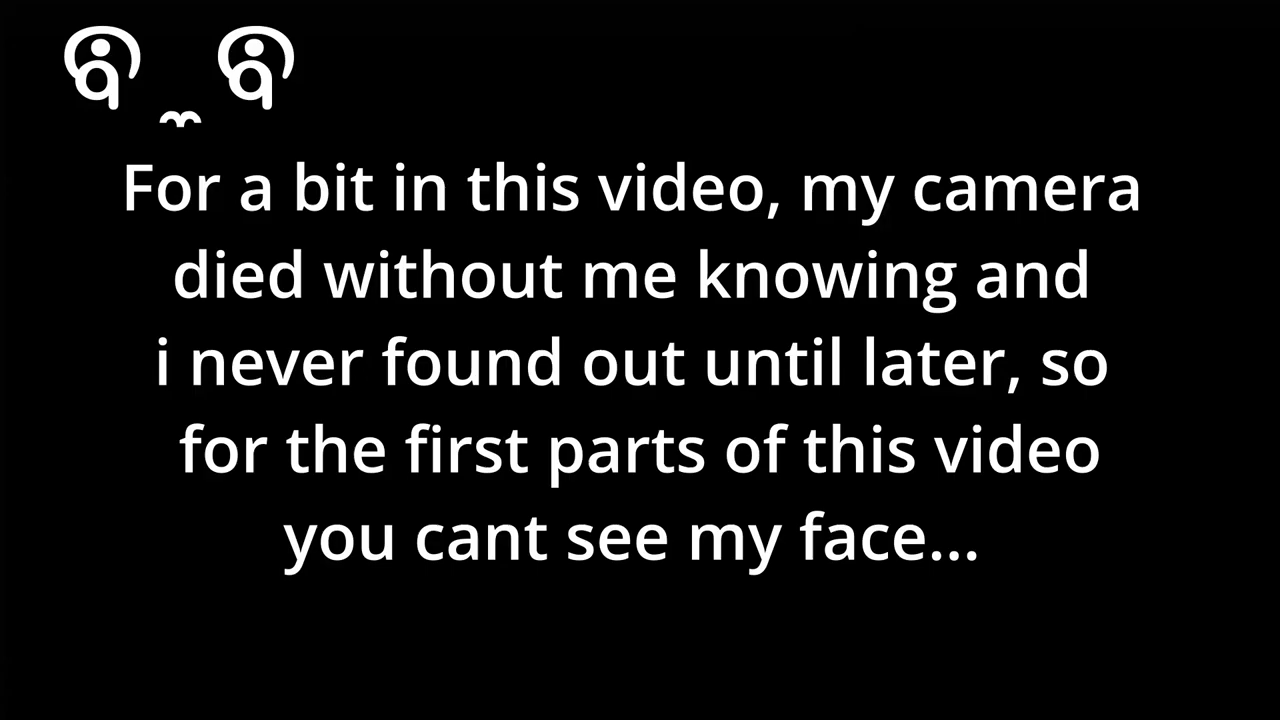 For a bit in this video, my camera
died without me knowing and
i never found out until later, so
for the first parts of this video
you cant see my face...